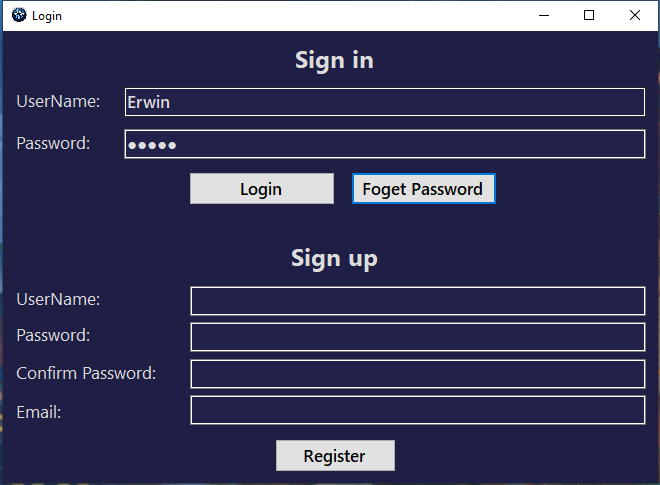 Login
Sign in
UserName: Erwin
Password: ●●●●●
Login Foget Password
Sign up
UserName:
Password:
Confirm Password:
Email:
Register